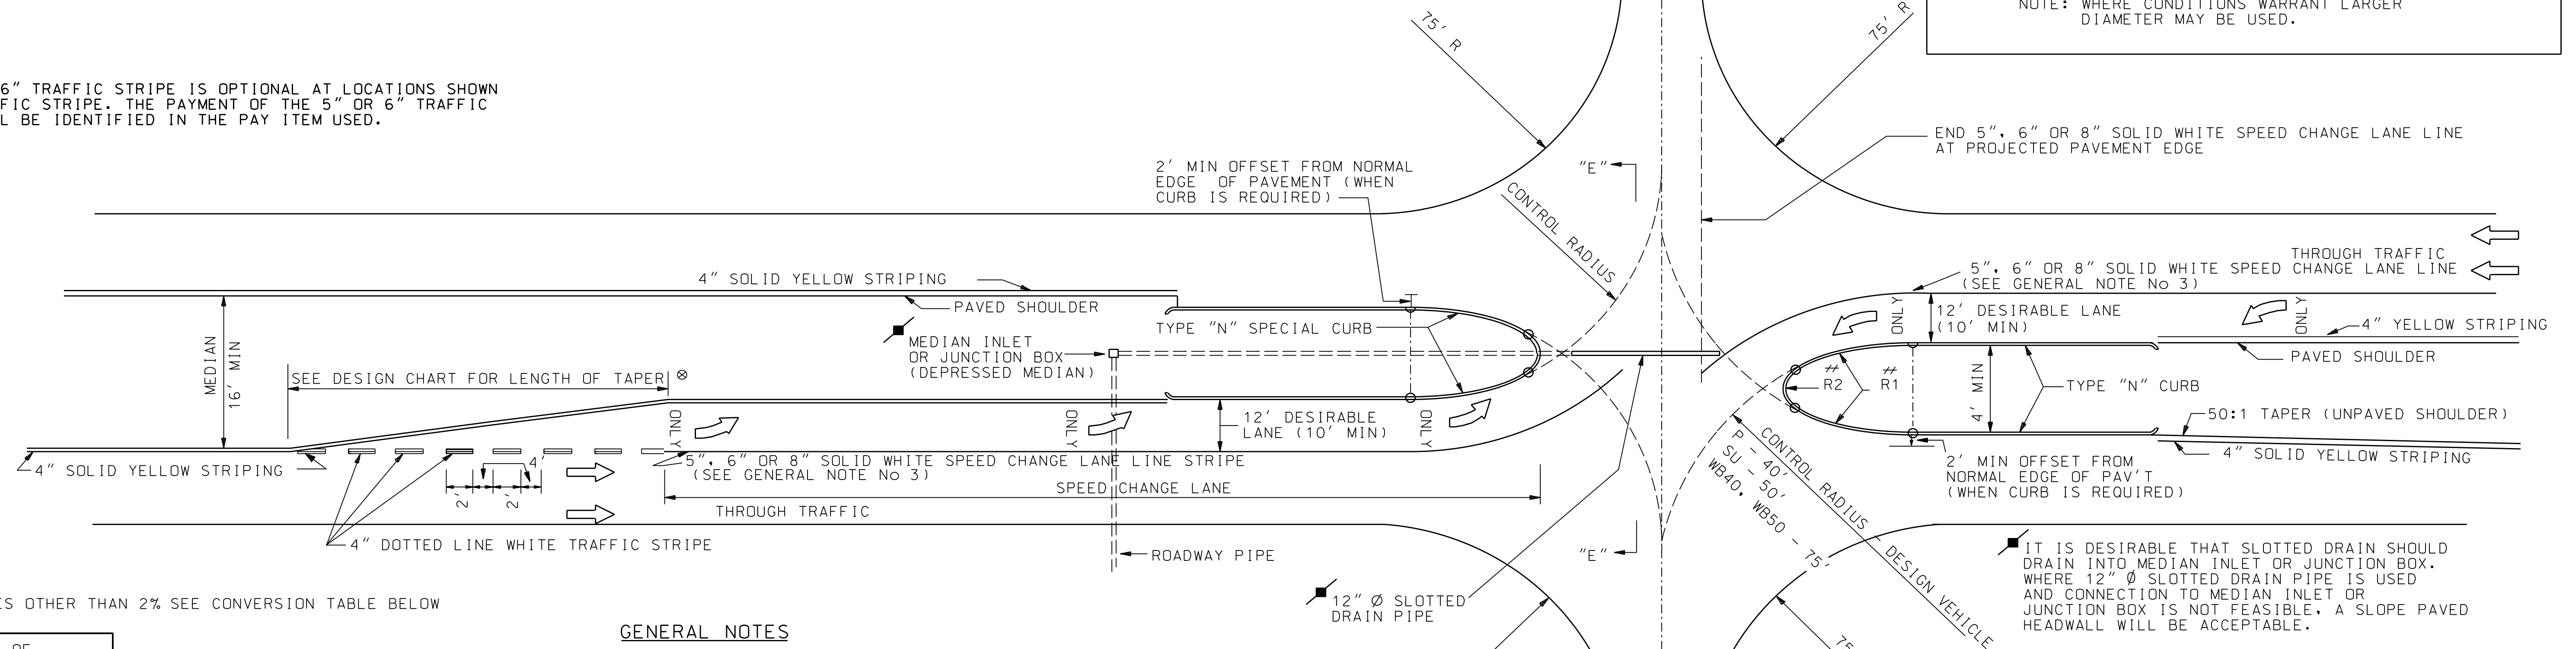 NOTE: WHERE CONDITIONS WARRANT LARGER
DIAMETER MAY BE USED.
6" TRAFFIC STRIPE IS OPTIONAL AT LOCATIONS SHOWN
FIC STRIPE. THE PAYMENT OF THE 5" OR 6" TRAFFIC
L BE IDENTIFIED IN THE PAY ITEM USED.
75' R
75' R
END 5", 6" OR 8" SOLID WHITE SPEED CHANGE LANE LINE
AT PROJECTED PAVEMENT EDGE
2' MIN OFFSET FROM NORMAL
EDGE OF PAVEMENT (WHEN
CURB IS REQUIRED)
"E"
CONTROL RADIUS
THROUGH TRAFFIC
5", 6" OR 8" SOLID WHITE SPEED CHANGE LANE LINE
(SEE GENERAL NOTE No 3)
4" SOLID YELLOW STRIPING
PAVED SHOULDER
TYPE "N" SPECIAL CURB
MEDIAN INLET
OR JUNCTION BOX
(DEPRESSED MEDIAN)
ONLY
12' DESIRABLE LANE
(10' MIN)
ONLY
4" YELLOW STRIPING
PAVED SHOULDER
MEDIAN
16' MIN
SEE DESIGN CHART FOR LENGTH OF TAPER
R2
R1
4' MIN
TYPE "N" CURB
ONLY
ONLY
12' DESIRABLE
LANE (10' MIN)
ONLY
50:1 TAPER (UNPAVED SHOULDER)
4" SOLID YELLOW STRIPING
4" SOLID YELLOW STRIPING
4'
2'
2'
5", 6" OR 8" SOLID WHITE SPEED CHANGE LANE LINE STRIPE
(SEE GENERAL NOTE No 3)
SPEED CHANGE LANE
THROUGH TRAFFIC
2' MIN OFFSET FROM
NORMAL EDGE OF PAV'T
(WHEN CURB IS REQUIRED)
CONTROL RADIUS - DESIGN VEHICLE
P - 40'
SU - 50'
WB40, WB50 - 75'
4" DOTTED LINE WHITE TRAFFIC STRIPE
ROADWAY PIPE
"E"
12" Ø SLOTTED
DRAIN PIPE
IT IS DESIRABLE THAT SLOTTED DRAIN SHOULD
DRAIN INTO MEDIAN INLET OR JUNCTION BOX.
WHERE 12" Ø SLOTTED DRAIN PIPE IS USED
AND CONNECTION TO MEDIAN INLET OR
JUNCTION BOX IS NOT FEASIBLE, A SLOPE PAVED
HEADWALL WILL BE ACCEPTABLE.
ES OTHER THAN 2% SEE CONVERSION TABLE BELOW
GENERAL NOTES
OF
75